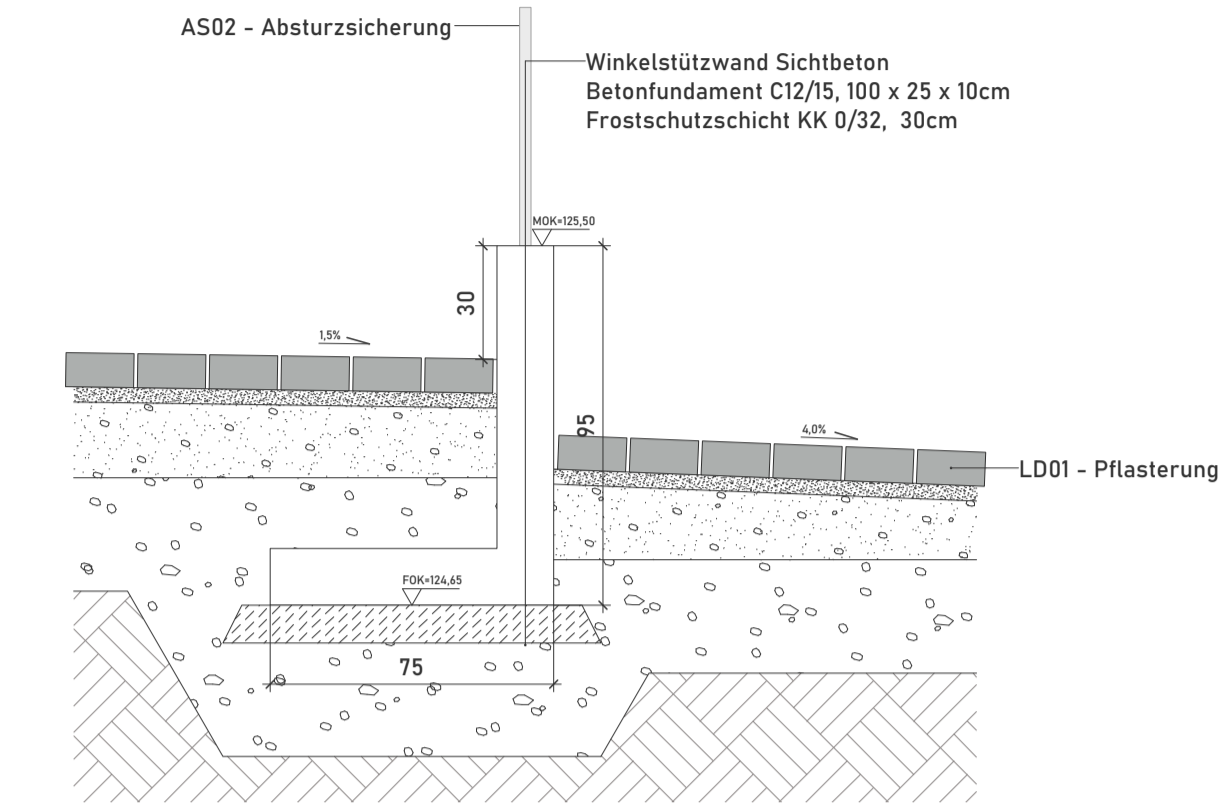 AS02 - Absturzsicherung
Winkelstützwand Sichtbeton
Betonfundament C12/15, 100 x 25 x 10cm
Frostschutzschicht KK 0/32, 30cm
MOK=125,50
30
1,5%
95
4,0%
LD01 - Pflasterung
FOK=124,65
75